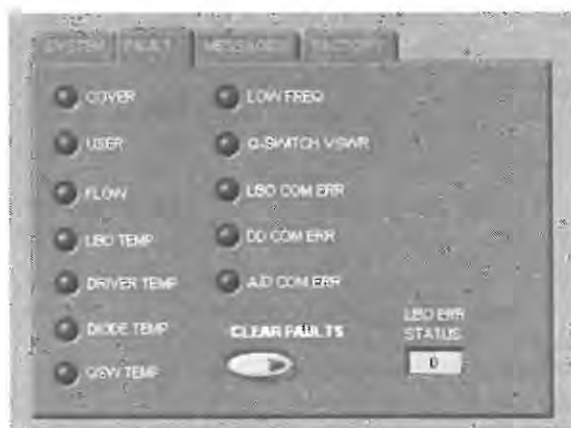 SYSTEM FAULT MESSAGES FACTORY
COVER
USER
FLOW
LBO TEMP
DRIVER TEMP
DIODE TEMP
QSW TEMP
LOW FREQ
Q-SWITCH VSWR
LBO COM ERR
DD COM ERR
A/D COM ERR
CLEAR FAULTS
LBO ERR
STATUS
0